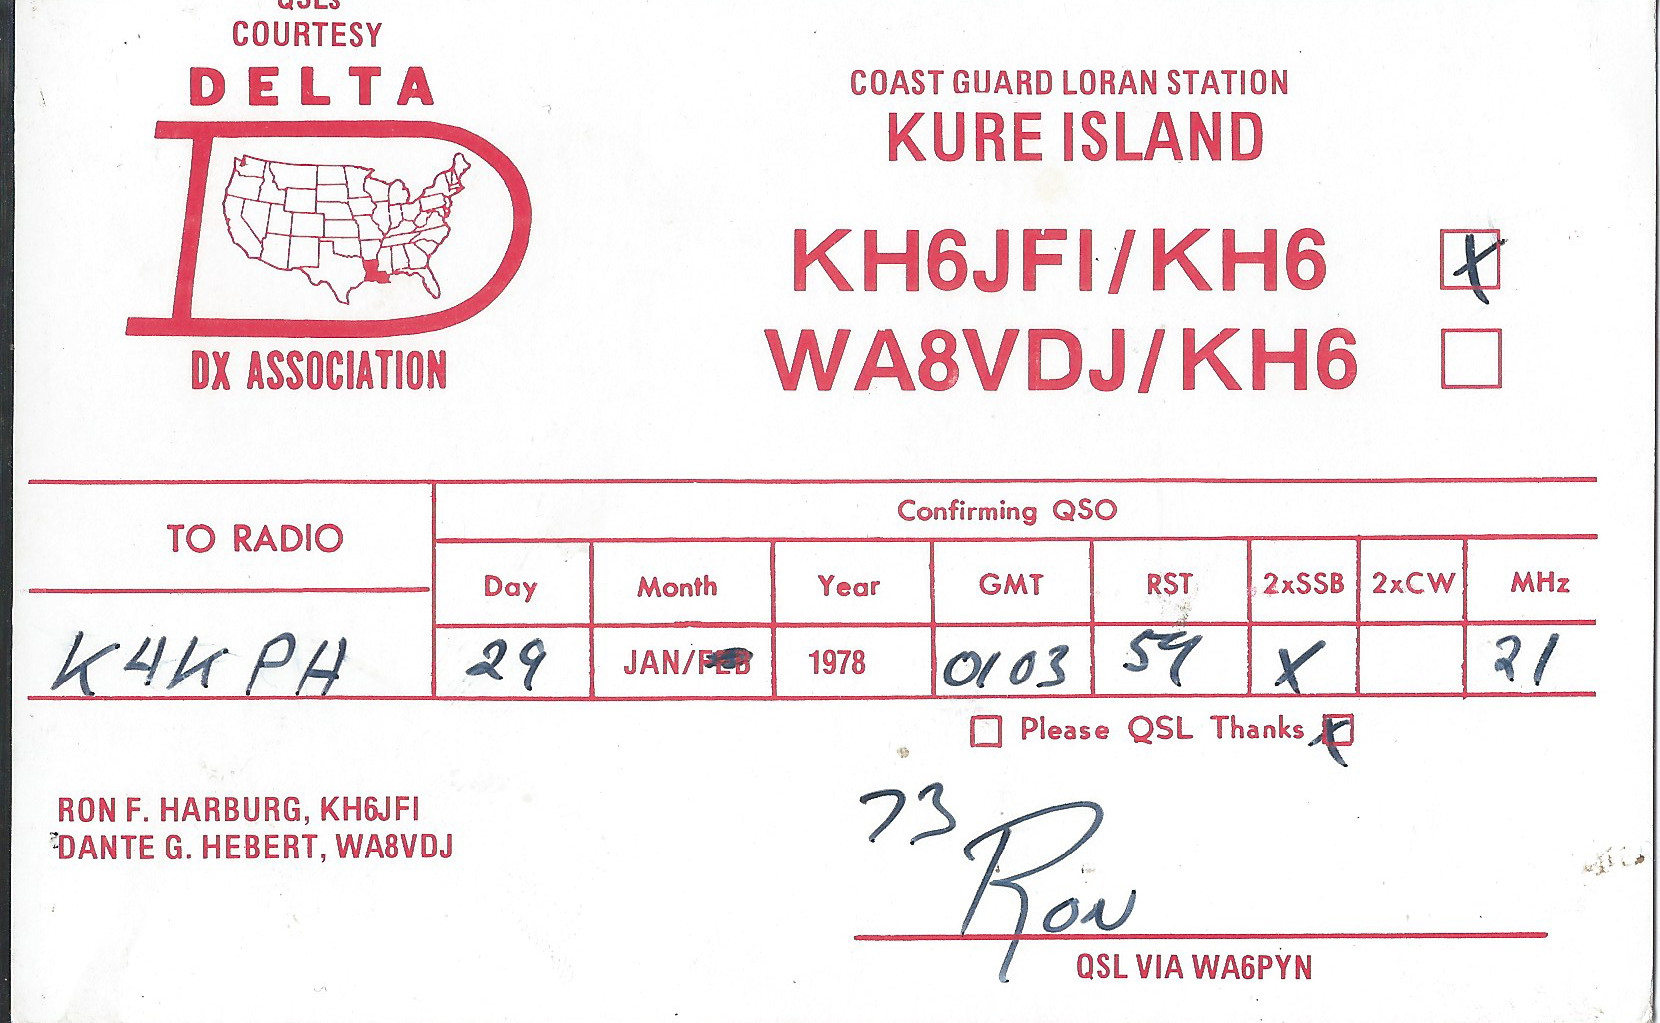 QSLs
COURTESY
DELTA
DX ASSOCIATION
COAST GUARD LORAN STATION
KURE ISLAND
KH6JFI/KH6 X
WA8VDJ/KH6
TO RADIO
K4KPH
Confirming QSO
Day Month Year GMT RST 2xSSB 2xCW MHz
29 JAN/FEB 1978 0103 59 X 21
Please QSL Thanks X
RON F. HARBURG, KH6JFI
DANTE G. HEBERT, WA8VDJ
73
Ron
QSL VIA WA6PYN